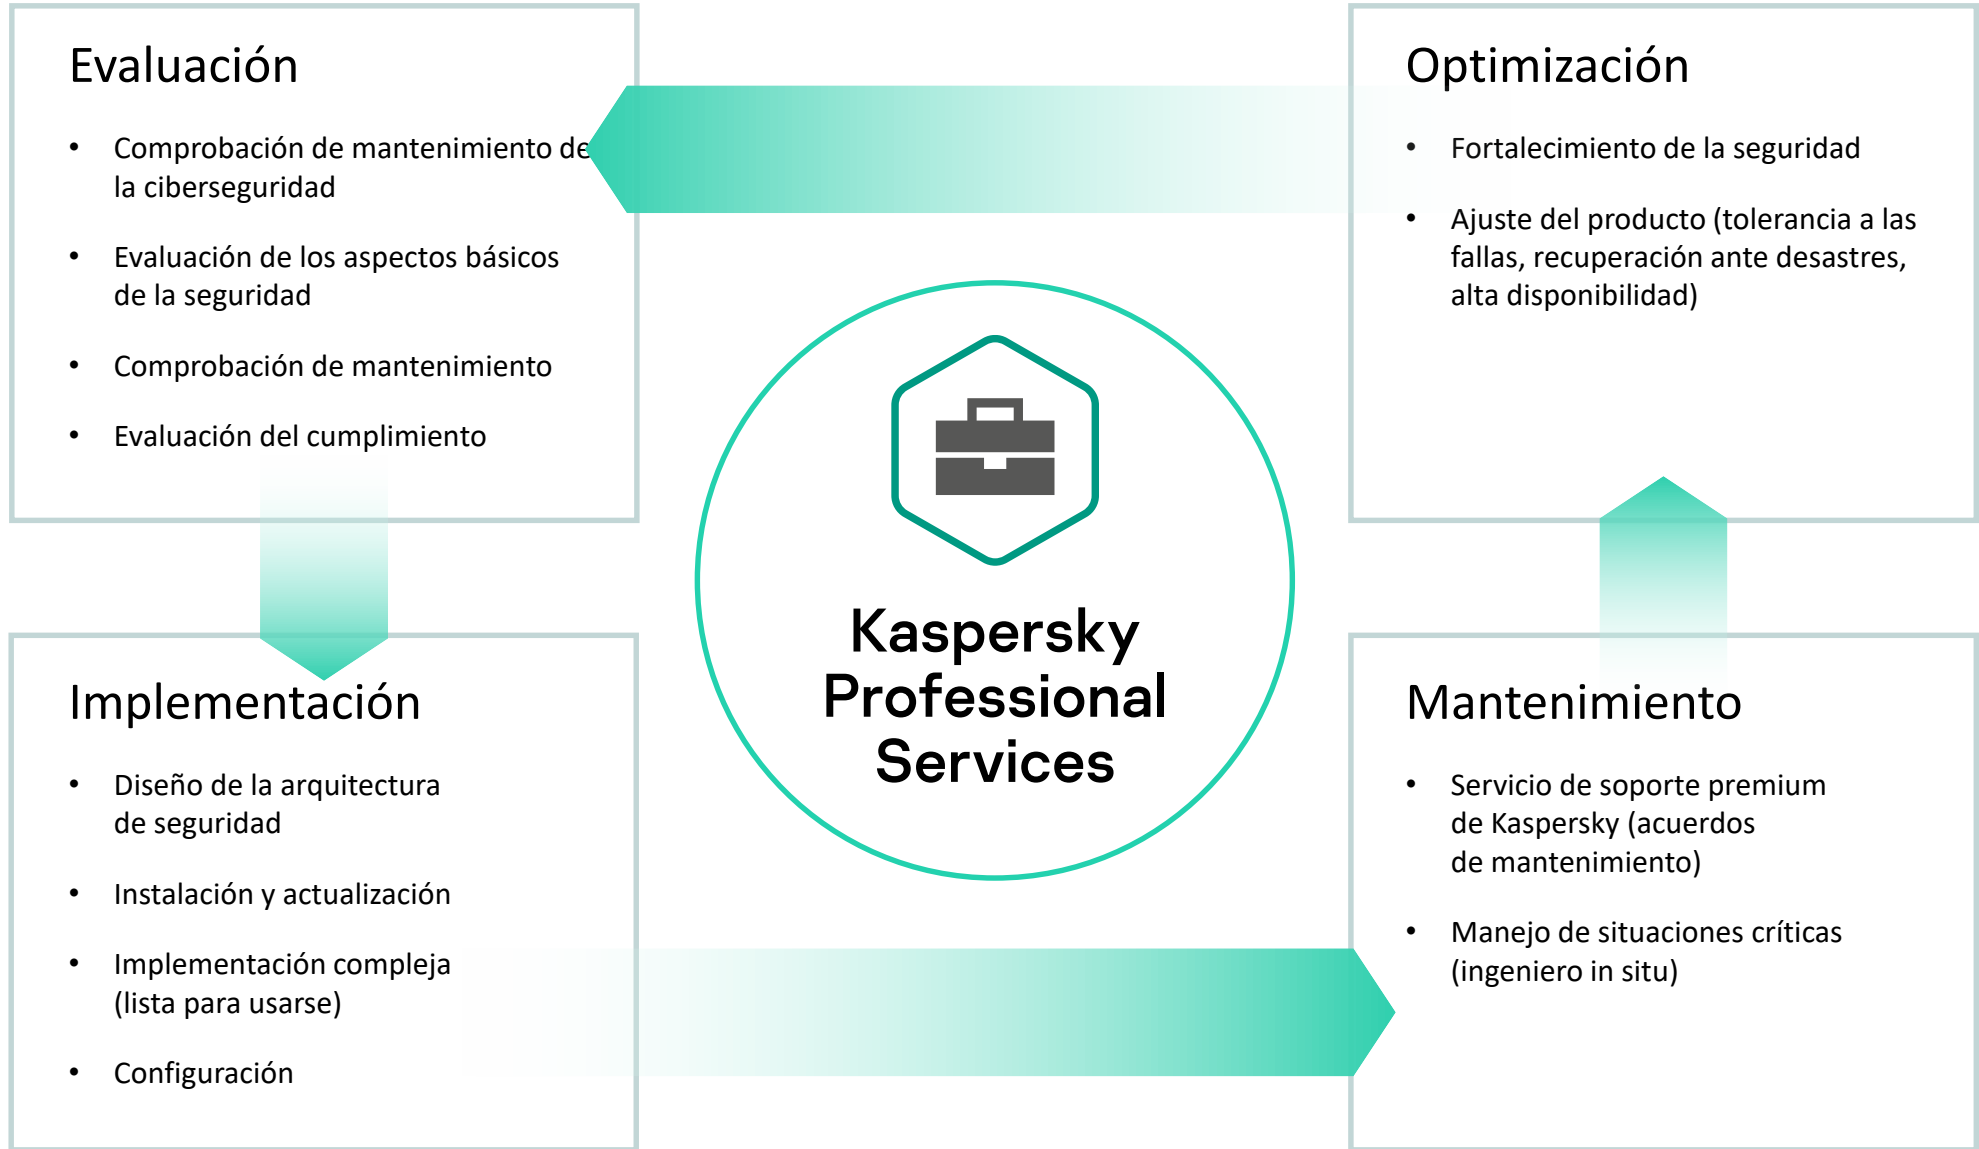 Evaluación
• Comprobación de mantenimiento de
la ciberseguridad
• Evaluación de los aspectos básicos
de la seguridad
• Comprobación de mantenimiento
• Evaluación del cumplimiento
Optimización
• Fortalecimiento de la seguridad
• Ajuste del producto (tolerancia a las
fallas, recuperación ante desastres,
alta disponibilidad)
Kaspersky
Professional
Services
Implementación
• Diseño de la arquitectura
de seguridad
• Instalación y actualización
• Implementación compleja
(lista para usarse)
• Configuración
Mantenimiento
• Servicio de soporte premium
de Kaspersky (acuerdos
de mantenimiento)
• Manejo de situaciones críticas
(ingeniero in situ)